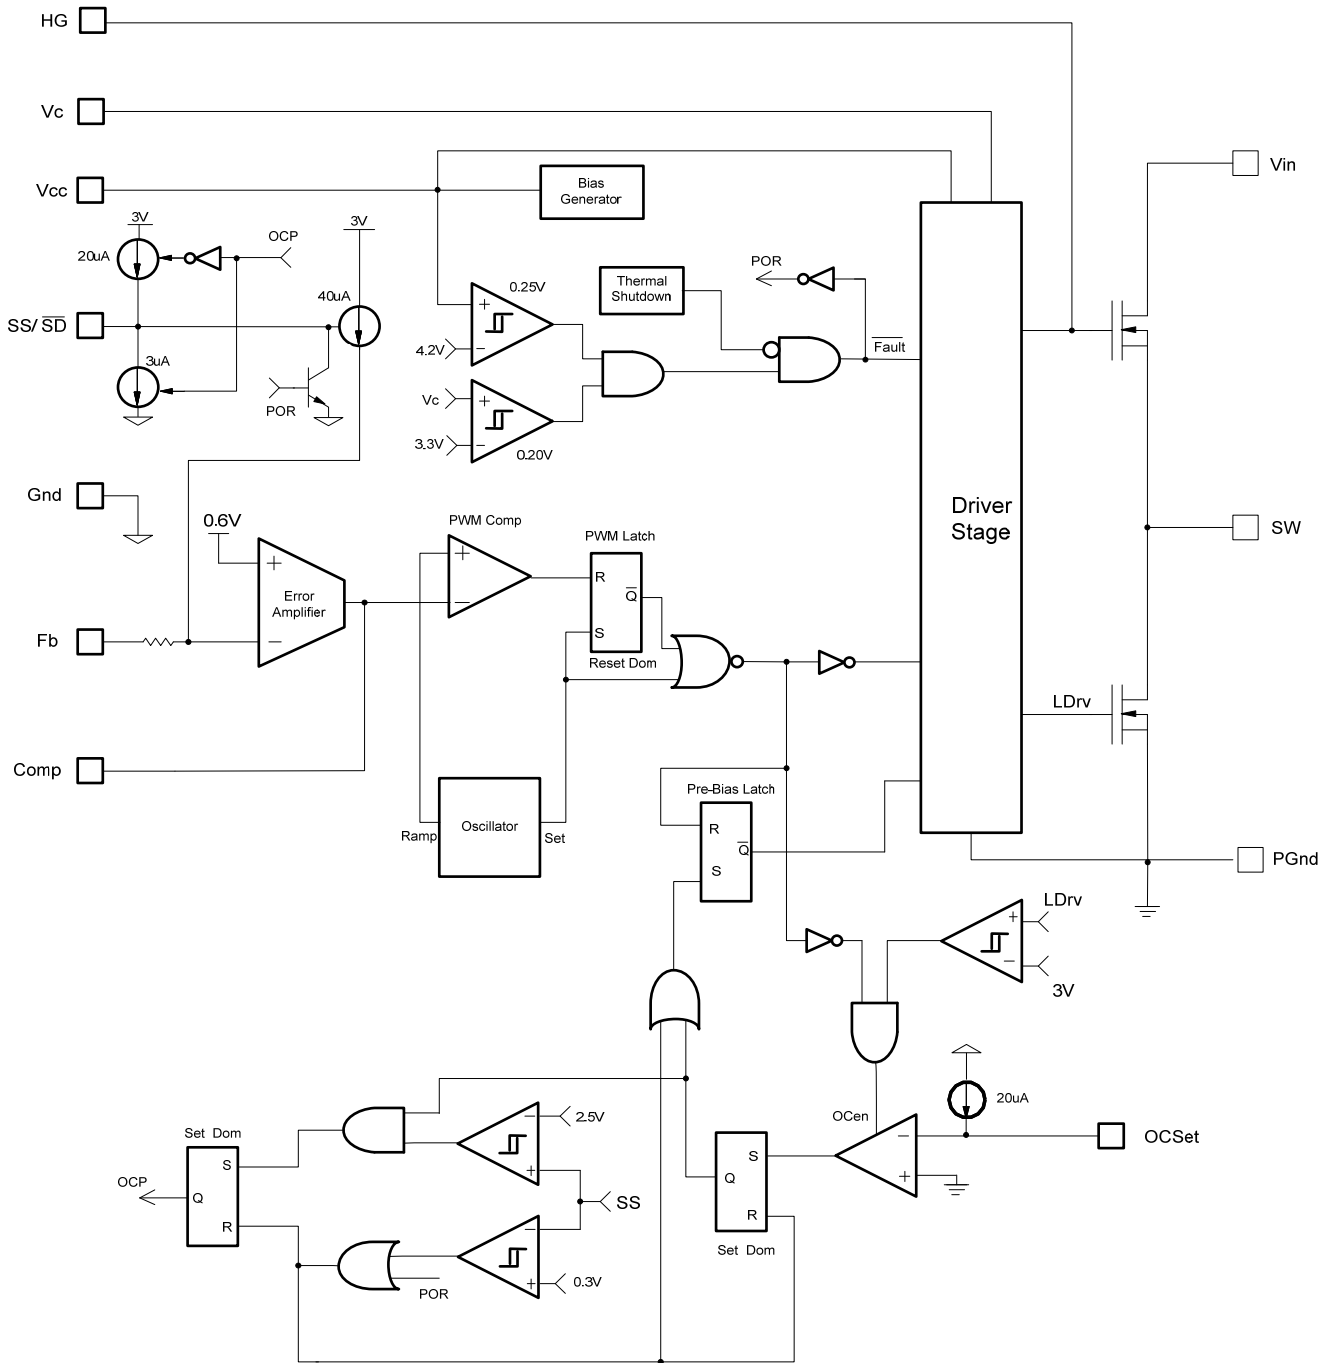 HG
Vc
Vcc
Vin
Bias
Generator
3V
3V
OCP
20uA
40uA
SS/SD
3uA
POR
0.25V
4.2V
Vc
3.3V
0.20V
Thermal
Shutdown
POR
Fault
Driver
Stage
SW
Gnd
0.6V
+
−
Error
Amplifier
Fb
Comp
PWM Comp
+
−
PWM Latch
R
Q
S
Reset Dom
Oscillator
Ramp
Set
LDrv
Pre-Bias Latch
R
Q
S
PGnd
LDrv
+
−
3V
20uA
OCen
OCSet
−
+
Set Dom
S
Q
R
OCP
2.5V
−
+
SS
−
+
0.3V
POR
S
Q
R
Set Dom
+
−
+
−